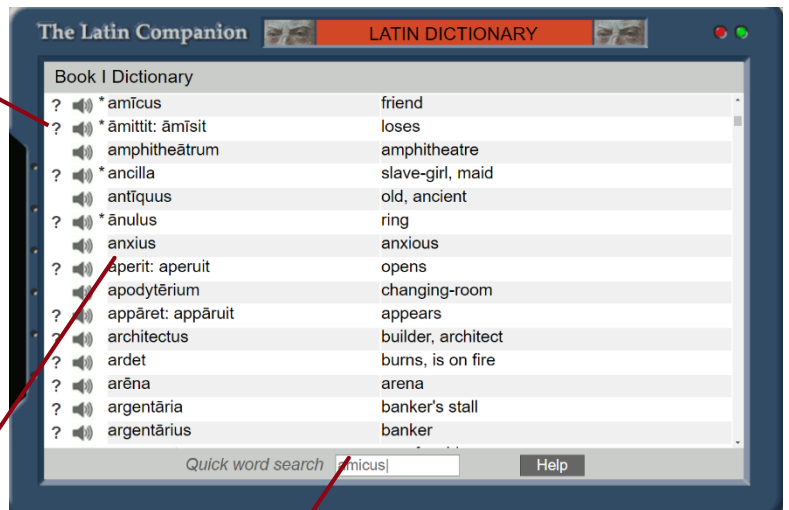 The Latin Companion LATIN DICTIONARY
Book I Dictionary
? * amīcus friend
? * āmittit: āmīsit loses
amphitheātrum amphitheatre
? * ancilla slave-girl, maid
antīquus old, ancient
? * ānulus ring
anxius anxious
? aperit: aperuit opens
apodytērium changing-room
? appāret: appāruit appears
? architectus builder, architect
? ardet burns, is on fire
? arēna arena
? argentāria banker's stall
? argentārius banker
Quick word search amicus Help